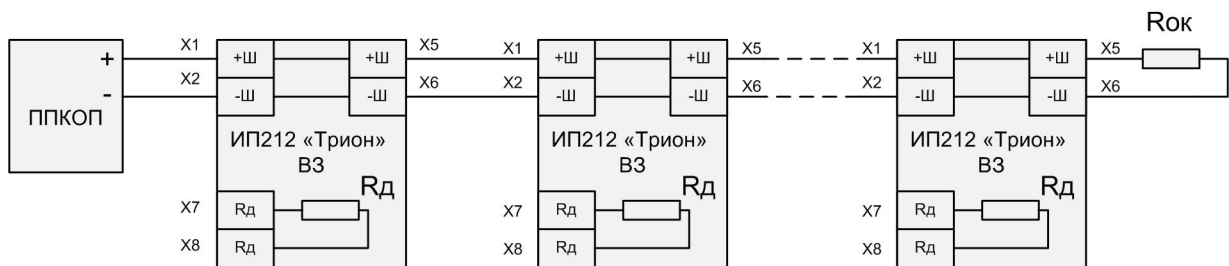 Rок
X1 X5 X1 X5 X1 X5
+ +Ш +Ш +Ш +Ш +Ш +Ш
X2 X6 X2 X6 X2 X6
- -Ш -Ш -Ш -Ш -Ш -Ш
ППКОП
ИП212 «Трион» ИП212 «Трион» ИП212 «Трион»
В3 В3 В3
Rд Rд Rд
X7 Rд X7 Rд X7 Rд
X8 Rд X8 Rд X8 Rд